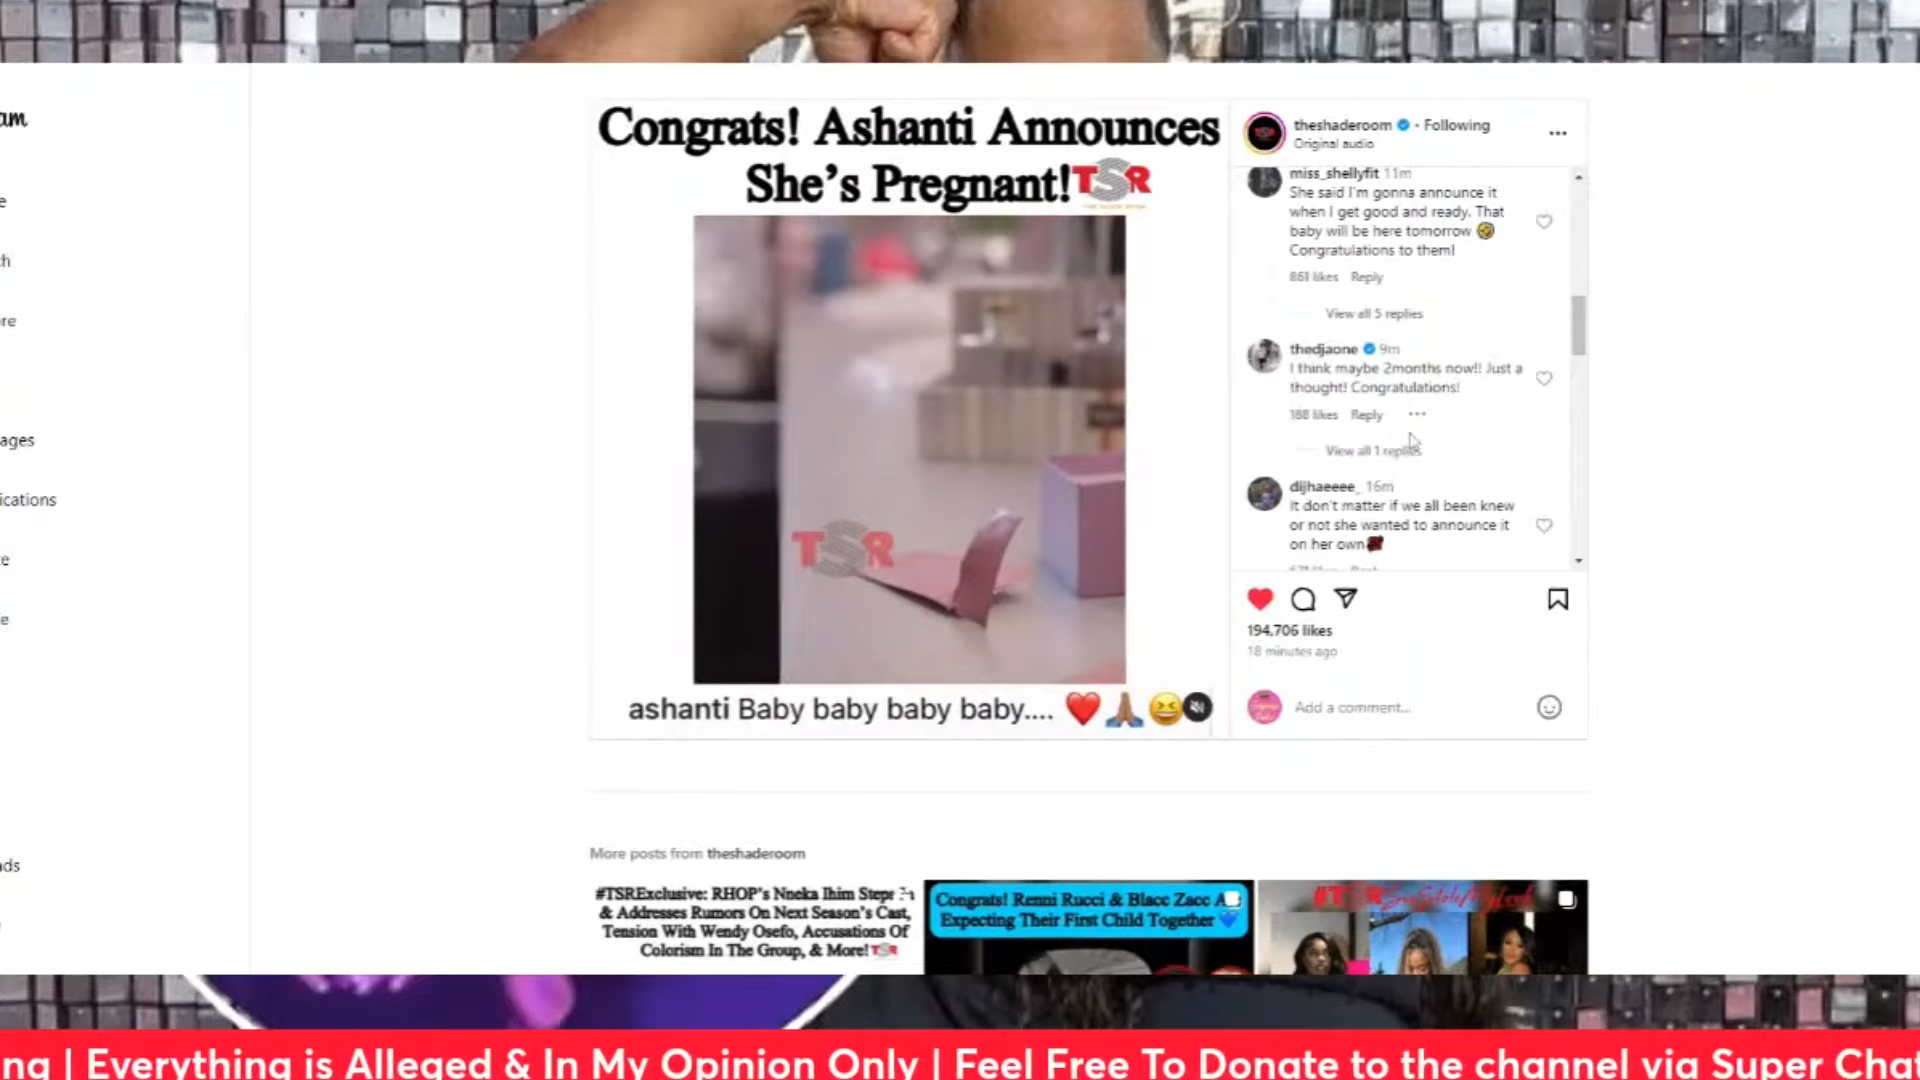 am
e
h
re
ages
ications
e
e
ads
Congrats! Ashanti Announces
She's Pregnant! TSR
TSR
ashanti Baby baby baby baby.... ❤️🙏🏽😆
theshaderoom • Following
Original audio
miss_shellyfit 11m
She said I'm gonna announce it
when I get good and ready. That
baby will be here tomorrow 🤣
Congratulations to them!
861 likes Reply
View all 5 replies
thedjaone 9m
I think maybe 2months now!! Just a
thought! Congratulations!
188 likes Reply
View all 1 replies
dijhaeeee_ 16m
It don't matter if we all been knew
or not she wanted to announce it
on her own
194,706 likes
18 minutes ago
Add a comment...
More posts from theshaderoom
#TSRExclusive: RHOP's Nneka Ihim Steps In
& Addresses Rumors On Next Season's Cast,
Tension With Wendy Osefo, Accusations Of
Colorism In The Group, & More! TSR
Congrats! Renni Rucci & Blacc Zacc A
Expecting Their First Child Together 💙
ng | Everything is Alleged & In My Opinion Only | Feel Free To Donate to the channel via Super Chat